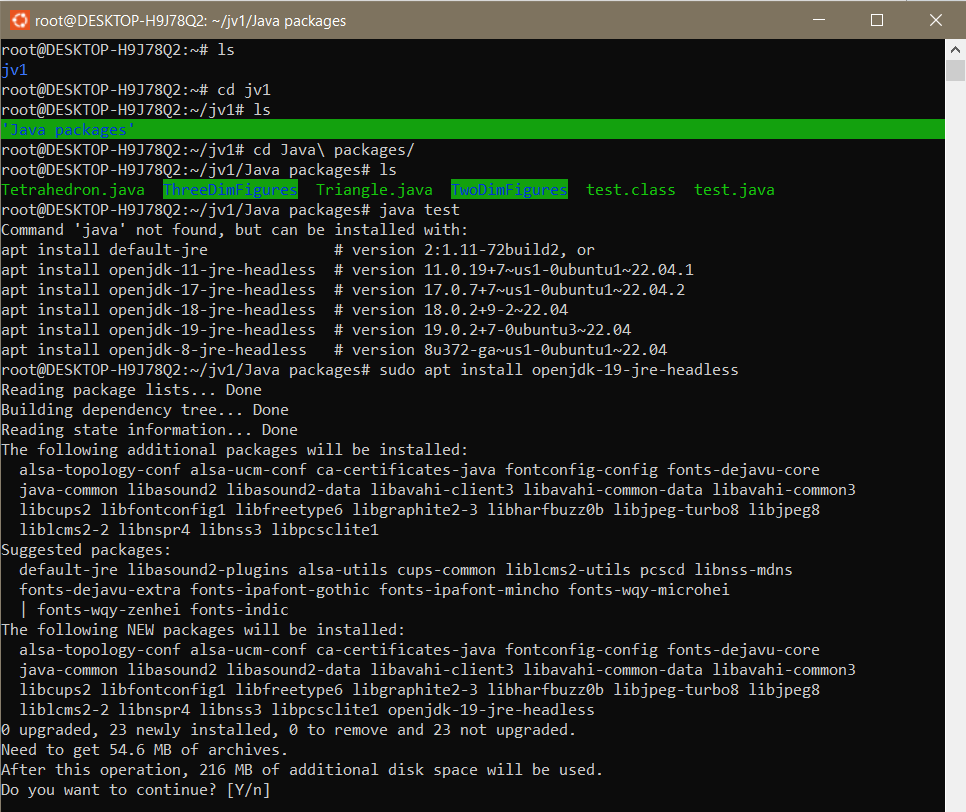 root@DESKTOP-H9J78Q2: ~/jv1/Java packages
root@DESKTOP-H9J78Q2:~# ls
jv1
root@DESKTOP-H9J78Q2:~# cd jv1
root@DESKTOP-H9J78Q2:~/jv1# ls
'Java packages'
root@DESKTOP-H9J78Q2:~/jv1# cd Java\ packages/
root@DESKTOP-H9J78Q2:~/jv1/Java packages# ls
Tetrahedron.java  ThreeDimFigures  Triangle.java  TwoDimFigures  test.class  test.java
root@DESKTOP-H9J78Q2:~/jv1/Java packages# java test
Command 'java' not found, but can be installed with:
apt install default-jre              # version 2:1.11-72build2, or
apt install openjdk-11-jre-headless  # version 11.0.19+7~us1-0ubuntu1~22.04.1
apt install openjdk-17-jre-headless  # version 17.0.7+7~us1-0ubuntu1~22.04.2
apt install openjdk-18-jre-headless  # version 18.0.2+9-2~22.04
apt install openjdk-19-jre-headless  # version 19.0.2+7-0ubuntu3~22.04
apt install openjdk-8-jre-headless   # version 8u372-ga~us1-0ubuntu1~22.04
root@DESKTOP-H9J78Q2:~/jv1/Java packages# sudo apt install openjdk-19-jre-headless
Reading package lists... Done
Building dependency tree... Done
Reading state information... Done
The following additional packages will be installed:
  alsa-topology-conf alsa-ucm-conf ca-certificates-java fontconfig-config fonts-dejavu-core
  java-common libasound2 libasound2-data libavahi-client3 libavahi-common-data libavahi-common3
  libcups2 libfontconfig1 libfreetype6 libgraphite2-3 libharfbuzz0b libjpeg-turbo8 libjpeg8
  liblcms2-2 libnspr4 libnss3 libpcsclite1
Suggested packages:
  default-jre libasound2-plugins alsa-utils cups-common liblcms2-utils pcscd libnss-mdns
  fonts-dejavu-extra fonts-ipafont-gothic fonts-ipafont-mincho fonts-wqy-microhei
  | fonts-wqy-zenhei fonts-indic
The following NEW packages will be installed:
  alsa-topology-conf alsa-ucm-conf ca-certificates-java fontconfig-config fonts-dejavu-core
  java-common libasound2 libasound2-data libavahi-client3 libavahi-common-data libavahi-common3
  libcups2 libfontconfig1 libfreetype6 libgraphite2-3 libharfbuzz0b libjpeg-turbo8 libjpeg8
  liblcms2-2 libnspr4 libnss3 libpcsclite1 openjdk-19-jre-headless
0 upgraded, 23 newly installed, 0 to remove and 23 not upgraded.
Need to get 54.6 MB of archives.
After this operation, 216 MB of additional disk space will be used.
Do you want to continue? [Y/n]